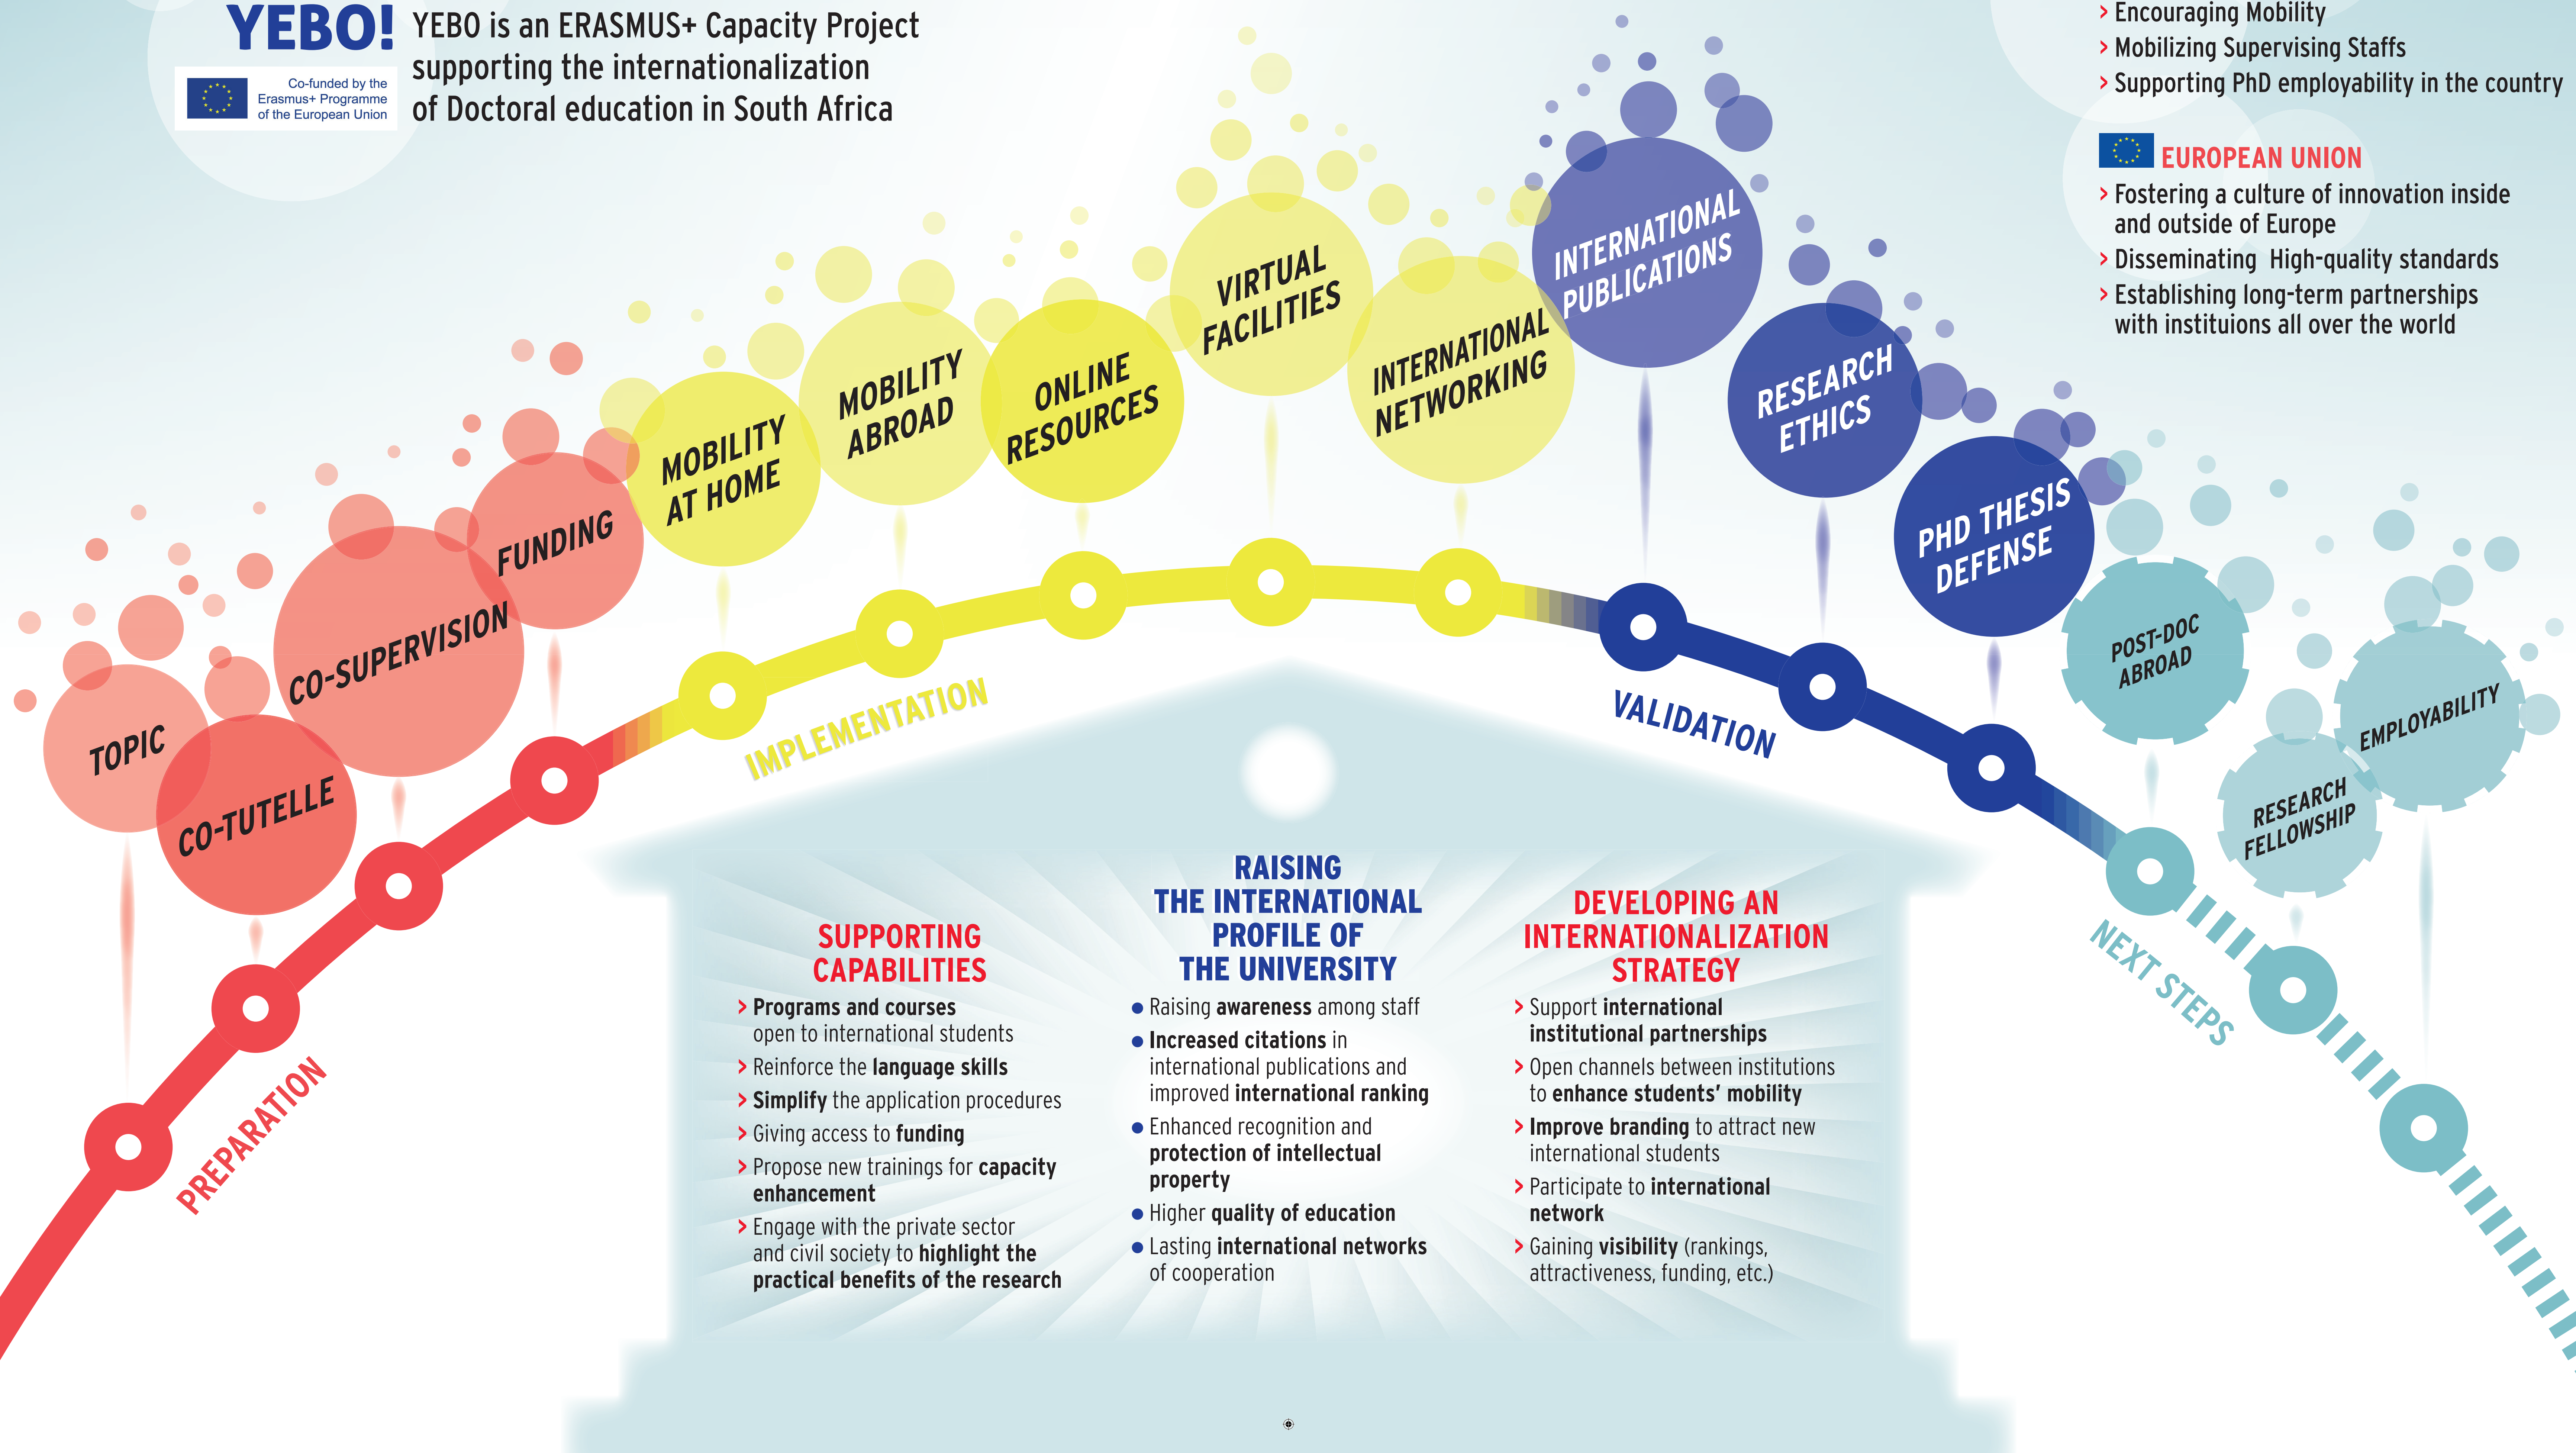 YEBO!
YEBO is an ERASMUS+ Capacity Project
supporting the internationalization
of Doctoral education in South Africa
Co-funded by the
Erasmus+ Programme
of the European Union
> Encouraging Mobility
> Mobilizing Supervising Staffs
> Supporting PhD employability in the country
EUROPEAN UNION
> Fostering a culture of innovation inside
and outside of Europe
> Disseminating  High-quality standards
> Establishing long-term partnerships
with instituions all over the world
TOPIC
CO-TUTELLE
CO-SUPERVISION
FUNDING
MOBILITY
AT HOME
MOBILITY
ABROAD
ONLINE
RESOURCES
VIRTUAL
FACILITIES
INTERNATIONAL
NETWORKING
INTERNATIONAL
PUBLICATIONS
RESEARCH
ETHICS
PHD THESIS
DEFENSE
POST-DOC
ABROAD
RESEARCH
FELLOWSHIP
EMPLOYABILITY
PREPARATION
IMPLEMENTATION
VALIDATION
NEXT STEPS
SUPPORTING
CAPABILITIES
> Programs and courses
open to international students
> Reinforce the language skills
> Simplify the application procedures
> Giving access to funding
> Propose new trainings for capacity
enhancement
> Engage with the private sector
and civil society to highlight the
practical benefits of the research
RAISING
THE INTERNATIONAL
PROFILE OF
THE UNIVERSITY
● Raising awareness among staff
● Increased citations in
international publications and
improved international ranking
● Enhanced recognition and
protection of intellectual
property
● Higher quality of education
● Lasting international networks
of cooperation
DEVELOPING AN
INTERNATIONALIZATION
STRATEGY
> Support international
institutional partnerships
> Open channels between institutions
to enhance students’ mobility
> Improve branding to attract new
international students
> Participate to international
network
> Gaining visibility (rankings,
attractiveness, funding, etc.)